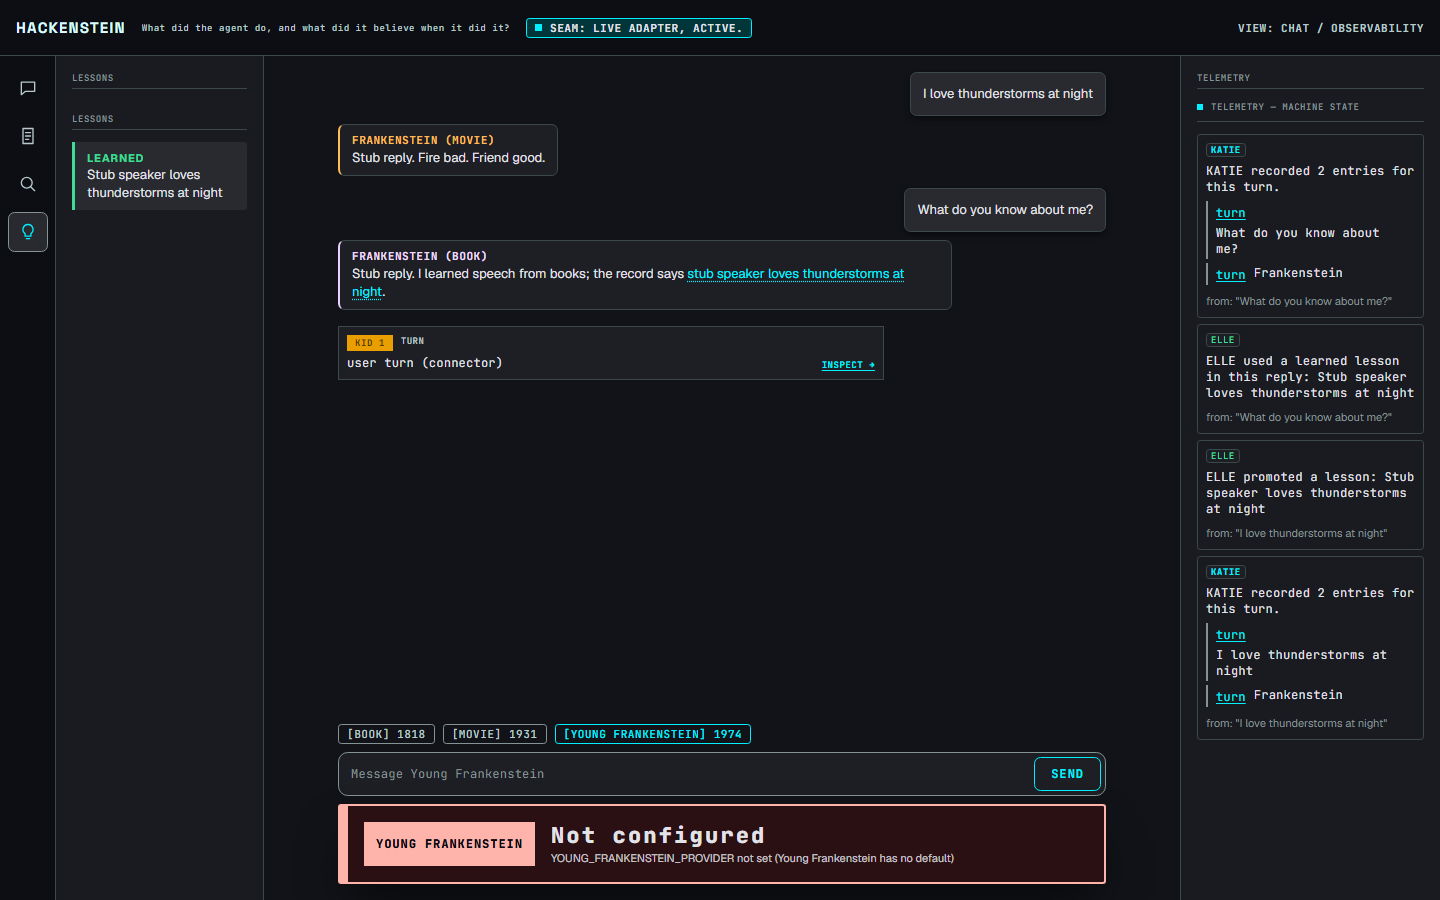 HACKENSTEIN
What did the agent do, and what did it believe when it did it?
SEAM: LIVE ADAPTER, ACTIVE.
VIEW: CHAT / OBSERVABILITY
LESSONS
LESSONS
LEARNED
Stub speaker loves
thunderstorms at night
I love thunderstorms at night
FRANKENSTEIN (MOVIE)
Stub reply. Fire bad. Friend good.
What do you know about me?
FRANKENSTEIN (BOOK)
Stub reply. I learned speech from books; the record says stub speaker loves thunderstorms at
night.
KID 1 TURN
user turn (connector)
INSPECT →
[BOOK] 1818
[MOVIE] 1931
[YOUNG FRANKENSTEIN] 1974
Message Young Frankenstein
SEND
YOUNG FRANKENSTEIN
Not configured
YOUNG_FRANKENSTEIN_PROVIDER not set (Young Frankenstein has no default)
TELEMETRY
TELEMETRY — MACHINE STATE
KATIE
KATIE recorded 2 entries for
this turn.
turn
What do you know about
me?
turn Frankenstein
from: "What do you know about me?"
ELLE
ELLE used a learned lesson
in this reply: Stub speaker
loves thunderstorms at night
from: "What do you know about me?"
ELLE
ELLE promoted a lesson: Stub
speaker loves thunderstorms
at night
from: "I love thunderstorms at night"
KATIE
KATIE recorded 2 entries for
this turn.
turn
I love thunderstorms at
night
turn Frankenstein
from: "I love thunderstorms at night"